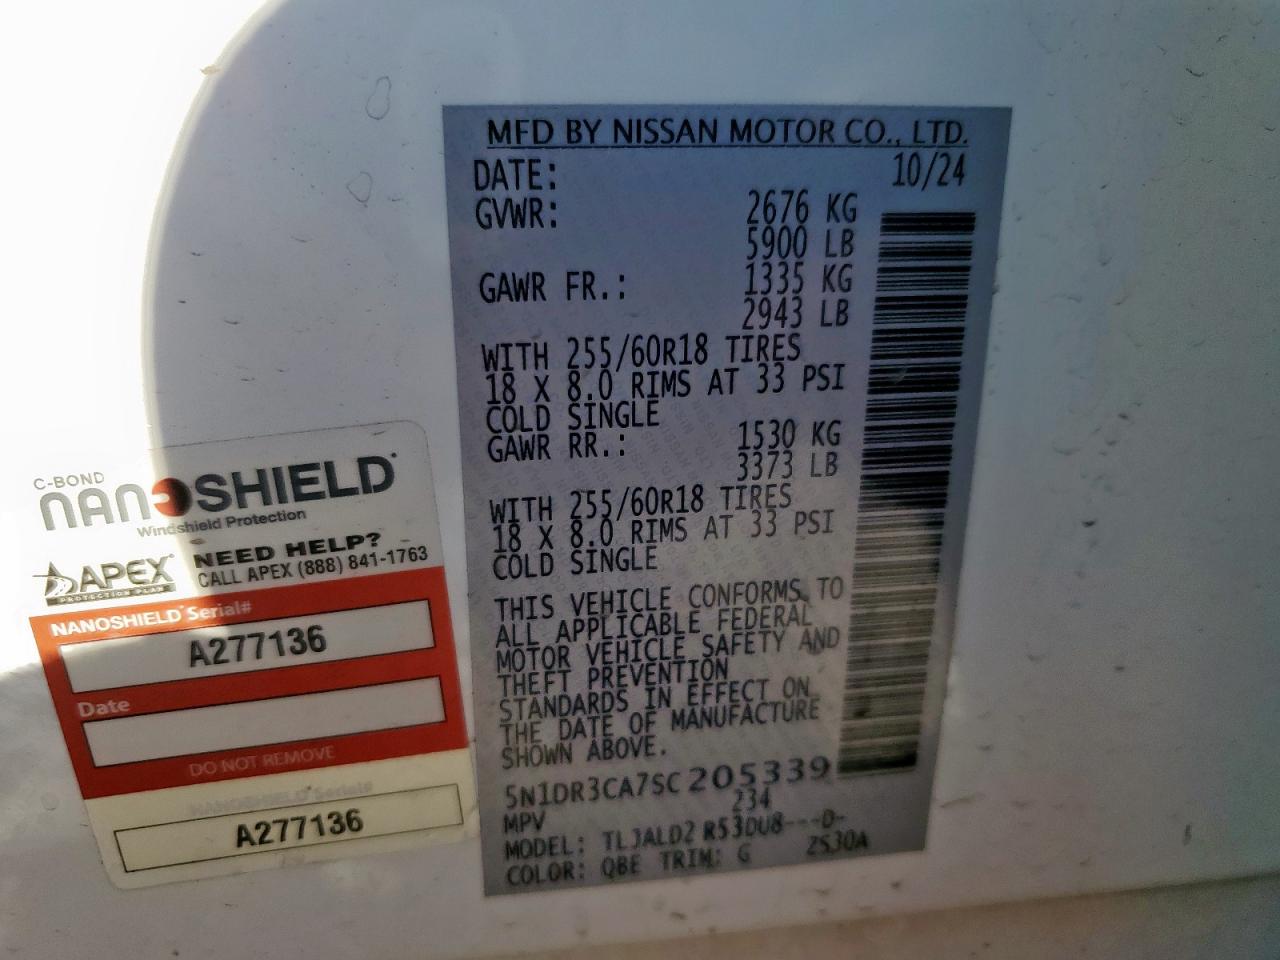 MFD BY NISSAN MOTOR CO., LTD.
DATE: 10/24
GVWR: 2676 KG
5900 LB
GAWR FR.: 1335 KG
2943 LB
WITH 255/60R18 TIRES
18 X 8.0 RIMS AT 33 PSI
COLD SINGLE
GAWR RR.: 1530 KG
3373 LB
WITH 255/60R18 TIRES
18 X 8.0 RIMS AT 33 PSI
COLD SINGLE
THIS VEHICLE CONFORMS TO
ALL APPLICABLE FEDERAL
MOTOR VEHICLE SAFETY AND
THEFT PREVENTION
STANDARDS IN EFFECT ON
THE DATE OF MANUFACTURE
SHOWN ABOVE.
5N1DR3CA7SC205339
234
MPV
MODEL: TLJALD2 R53DU8---D-
COLOR: QBE TRIM: G ZS30A
C-BOND
NANOSHIELD
Windshield Protection
APEX
PROTECTION PLANS
NEED HELP?
CALL APEX (888) 841-1763
NANOSHIELD Serial#
A277136
Date
DO NOT REMOVE
NANOSHIELD Serial#
A277136